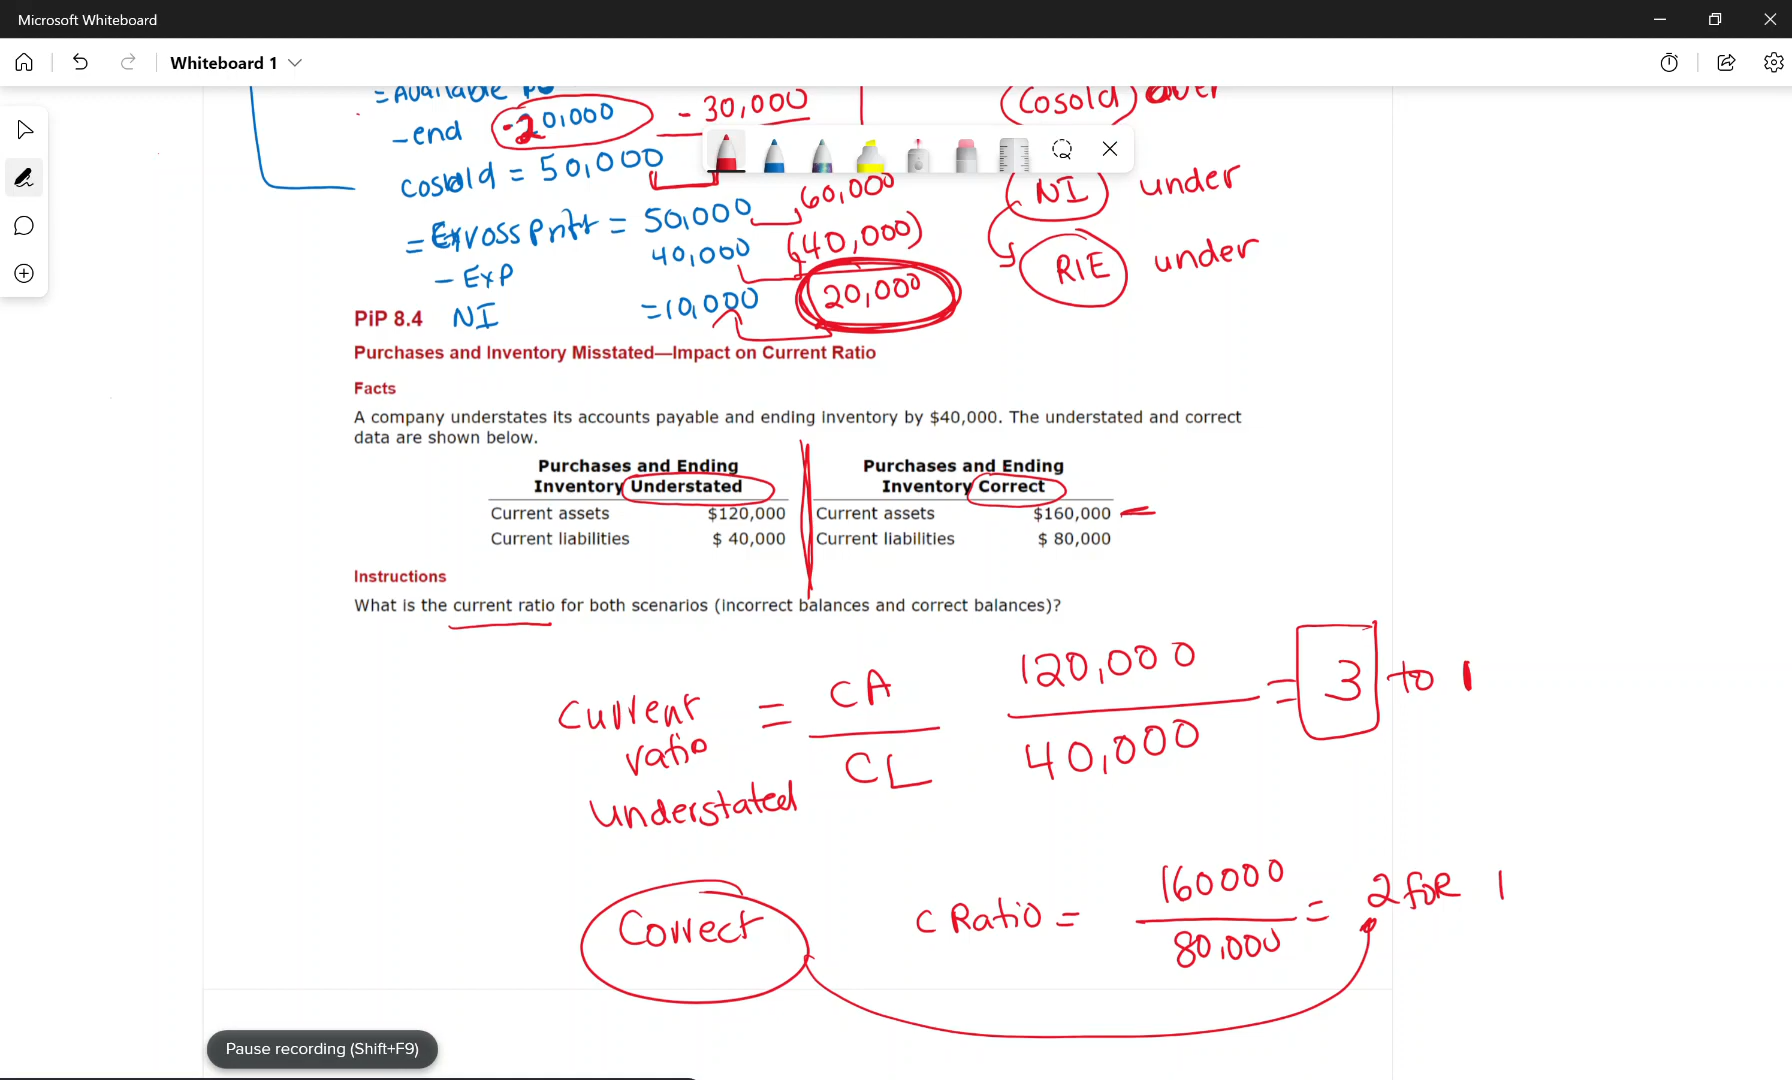 Microsoft Whiteboard
Whiteboard 1
= Available
-end -20,000 - 30,000
cosold = 50,000
(Cosold) over
= Gross Profit = 50,000 60,000
- Exp 40,000 (40,000)
NI = 10,000 20,000
NI under
R/E under
PiP 8.4
Purchases and Inventory Misstated—Impact on Current Ratio
Facts
A company understates its accounts payable and ending inventory by $40,000. The understated and correct
data are shown below.
Purchases and Ending
Inventory Understated
Current assets $120,000
Current liabilities $ 40,000
Purchases and Ending
Inventory Correct
Current assets $160,000
Current liabilities $ 80,000
Instructions
What is the current ratio for both scenarios (incorrect balances and correct balances)?
Current ratio = CA / CL 120,000 / 40,000 = 3 to 1
understated
Correct C Ratio = 160000 / 80,000 = 2 for 1
Pause recording (Shift+F9)